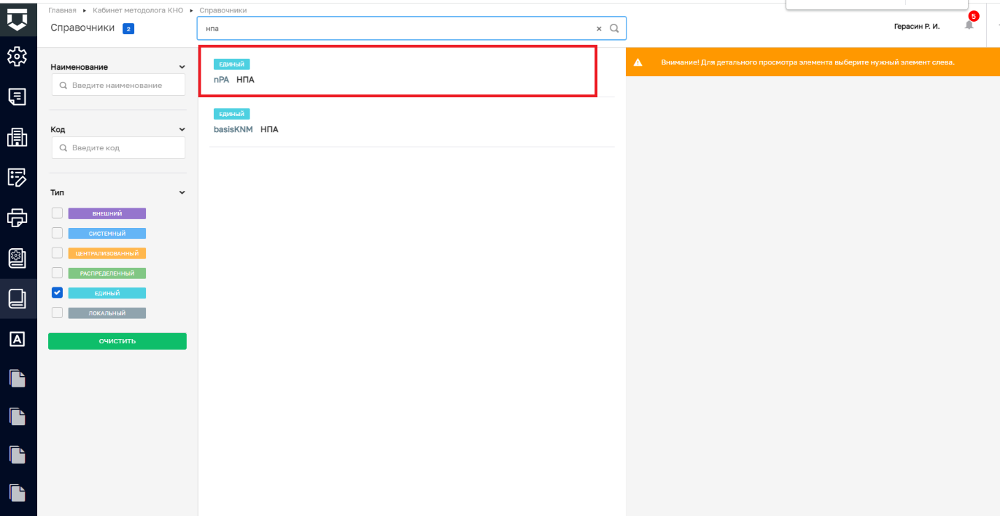 Главная ▸ Кабинет методолога КНО ▸ Справочники
Справочники 2
нпа
Герасин Р. И.
5
Наименование
Введите наименование
Код
Введите код
Тип
ВНЕШНИЙ
СИСТЕМНЫЙ
ЦЕНТРАЛИЗОВАННЫЙ
РАСПРЕДЕЛЕННЫЙ
ЕДИНЫЙ
ЛОКАЛЬНЫЙ
ОЧИСТИТЬ
ЕДИНЫЙ
nPA НПА
ЕДИНЫЙ
basisKNM НПА
Внимание! Для детального просмотра элемента выберите нужный элемент слева.
A